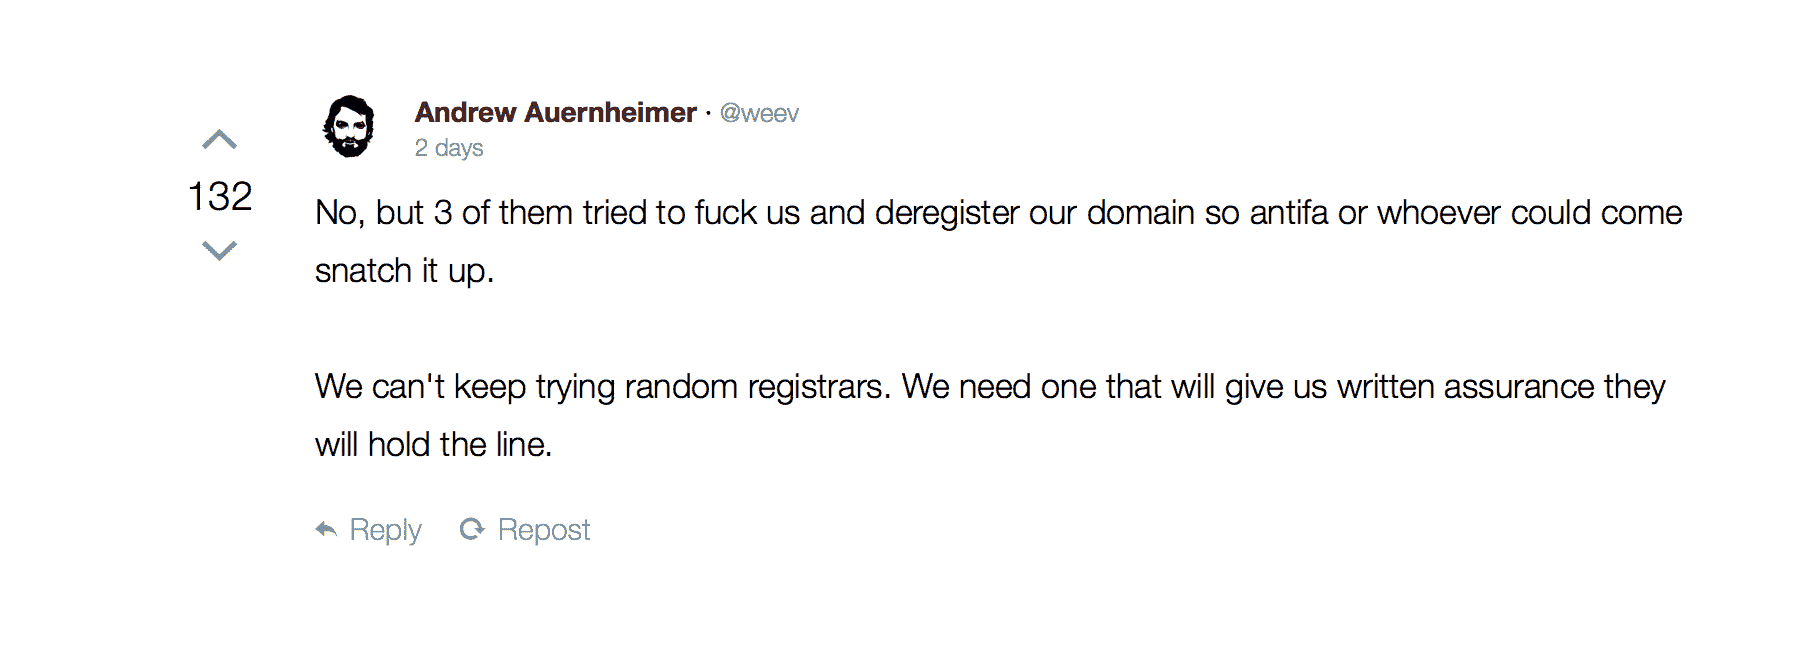 Andrew Auernheimer · @weev
2 days
132
No, but 3 of them tried to fuck us and deregister our domain so antifa or whoever could come
snatch it up.
We can't keep trying random registrars. We need one that will give us written assurance they
will hold the line.
Reply Repost